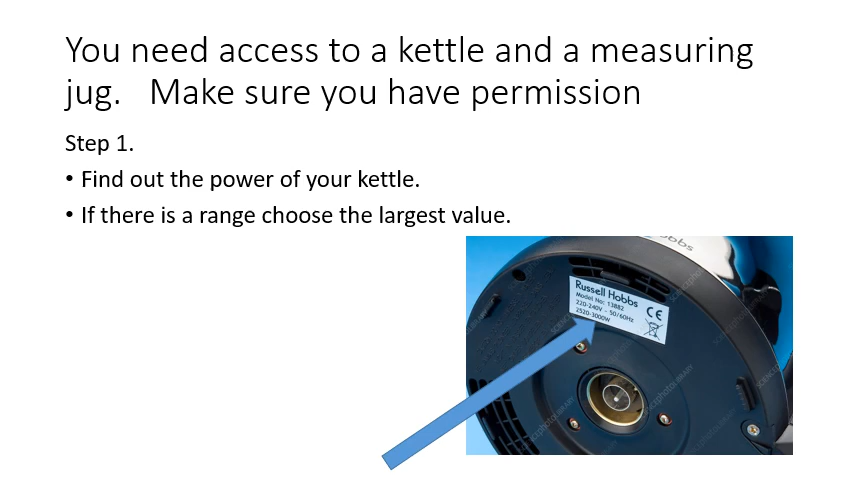 You need access to a kettle and a measuring
jug. Make sure you have permission
Step 1.
• Find out the power of your kettle.
• If there is a range choose the largest value.
bbs
Russell Hobbs
Model No: 13882
220-240V ~ 50/60Hz
2520-3000W
CE